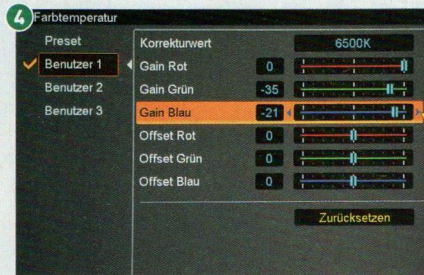 4
Farbtemperatur
Preset
Benutzer 1
Benutzer 2
Benutzer 3
Korrekturwert 6500K
Gain Rot 0
Gain Grün -35
Gain Blau -21
Offset Rot 0
Offset Grün 0
Offset Blau 0
Zurücksetzen